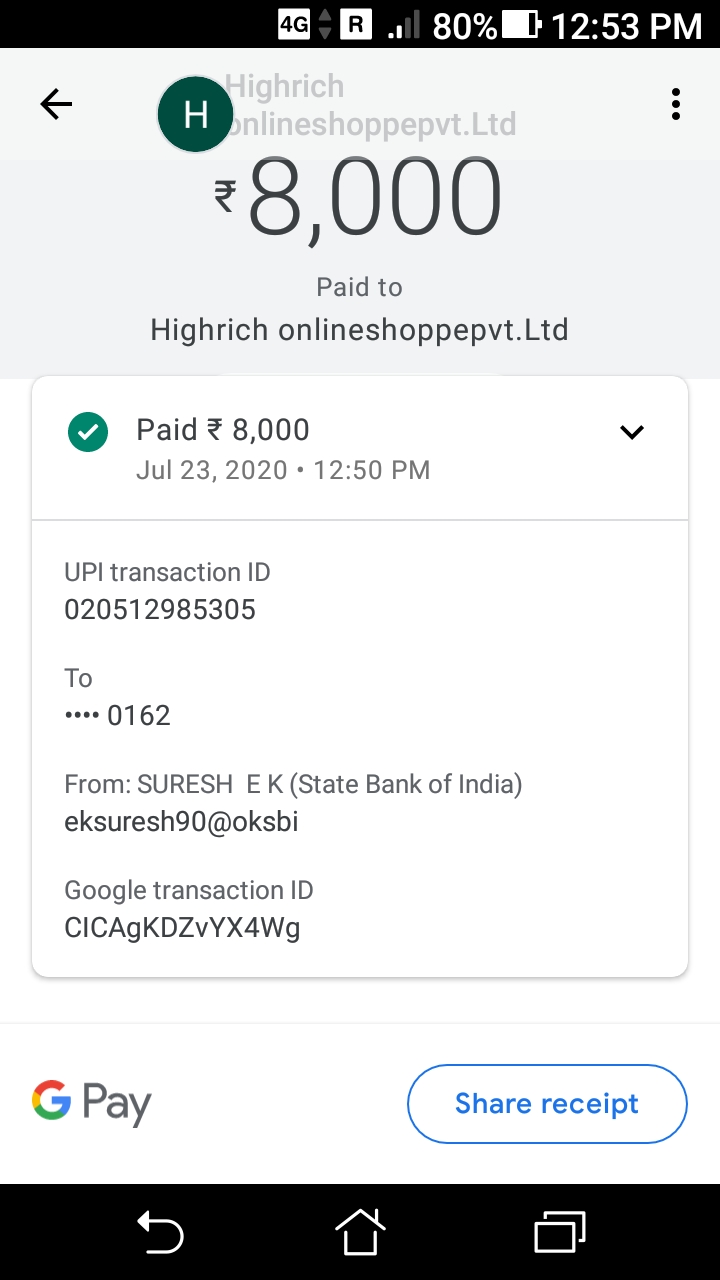 4G R 80% 12:53 PM
Highrich
onlineshoppepvt.Ltd
H
₹8,000
Paid to
Highrich onlineshoppepvt.Ltd
Paid ₹ 8,000
Jul 23, 2020 • 12:50 PM
UPI transaction ID
020512985305
To
•••• 0162
From: SURESH E K (State Bank of India)
eksuresh90@oksbi
Google transaction ID
CICAgKDZvYX4Wg
G Pay
Share receipt